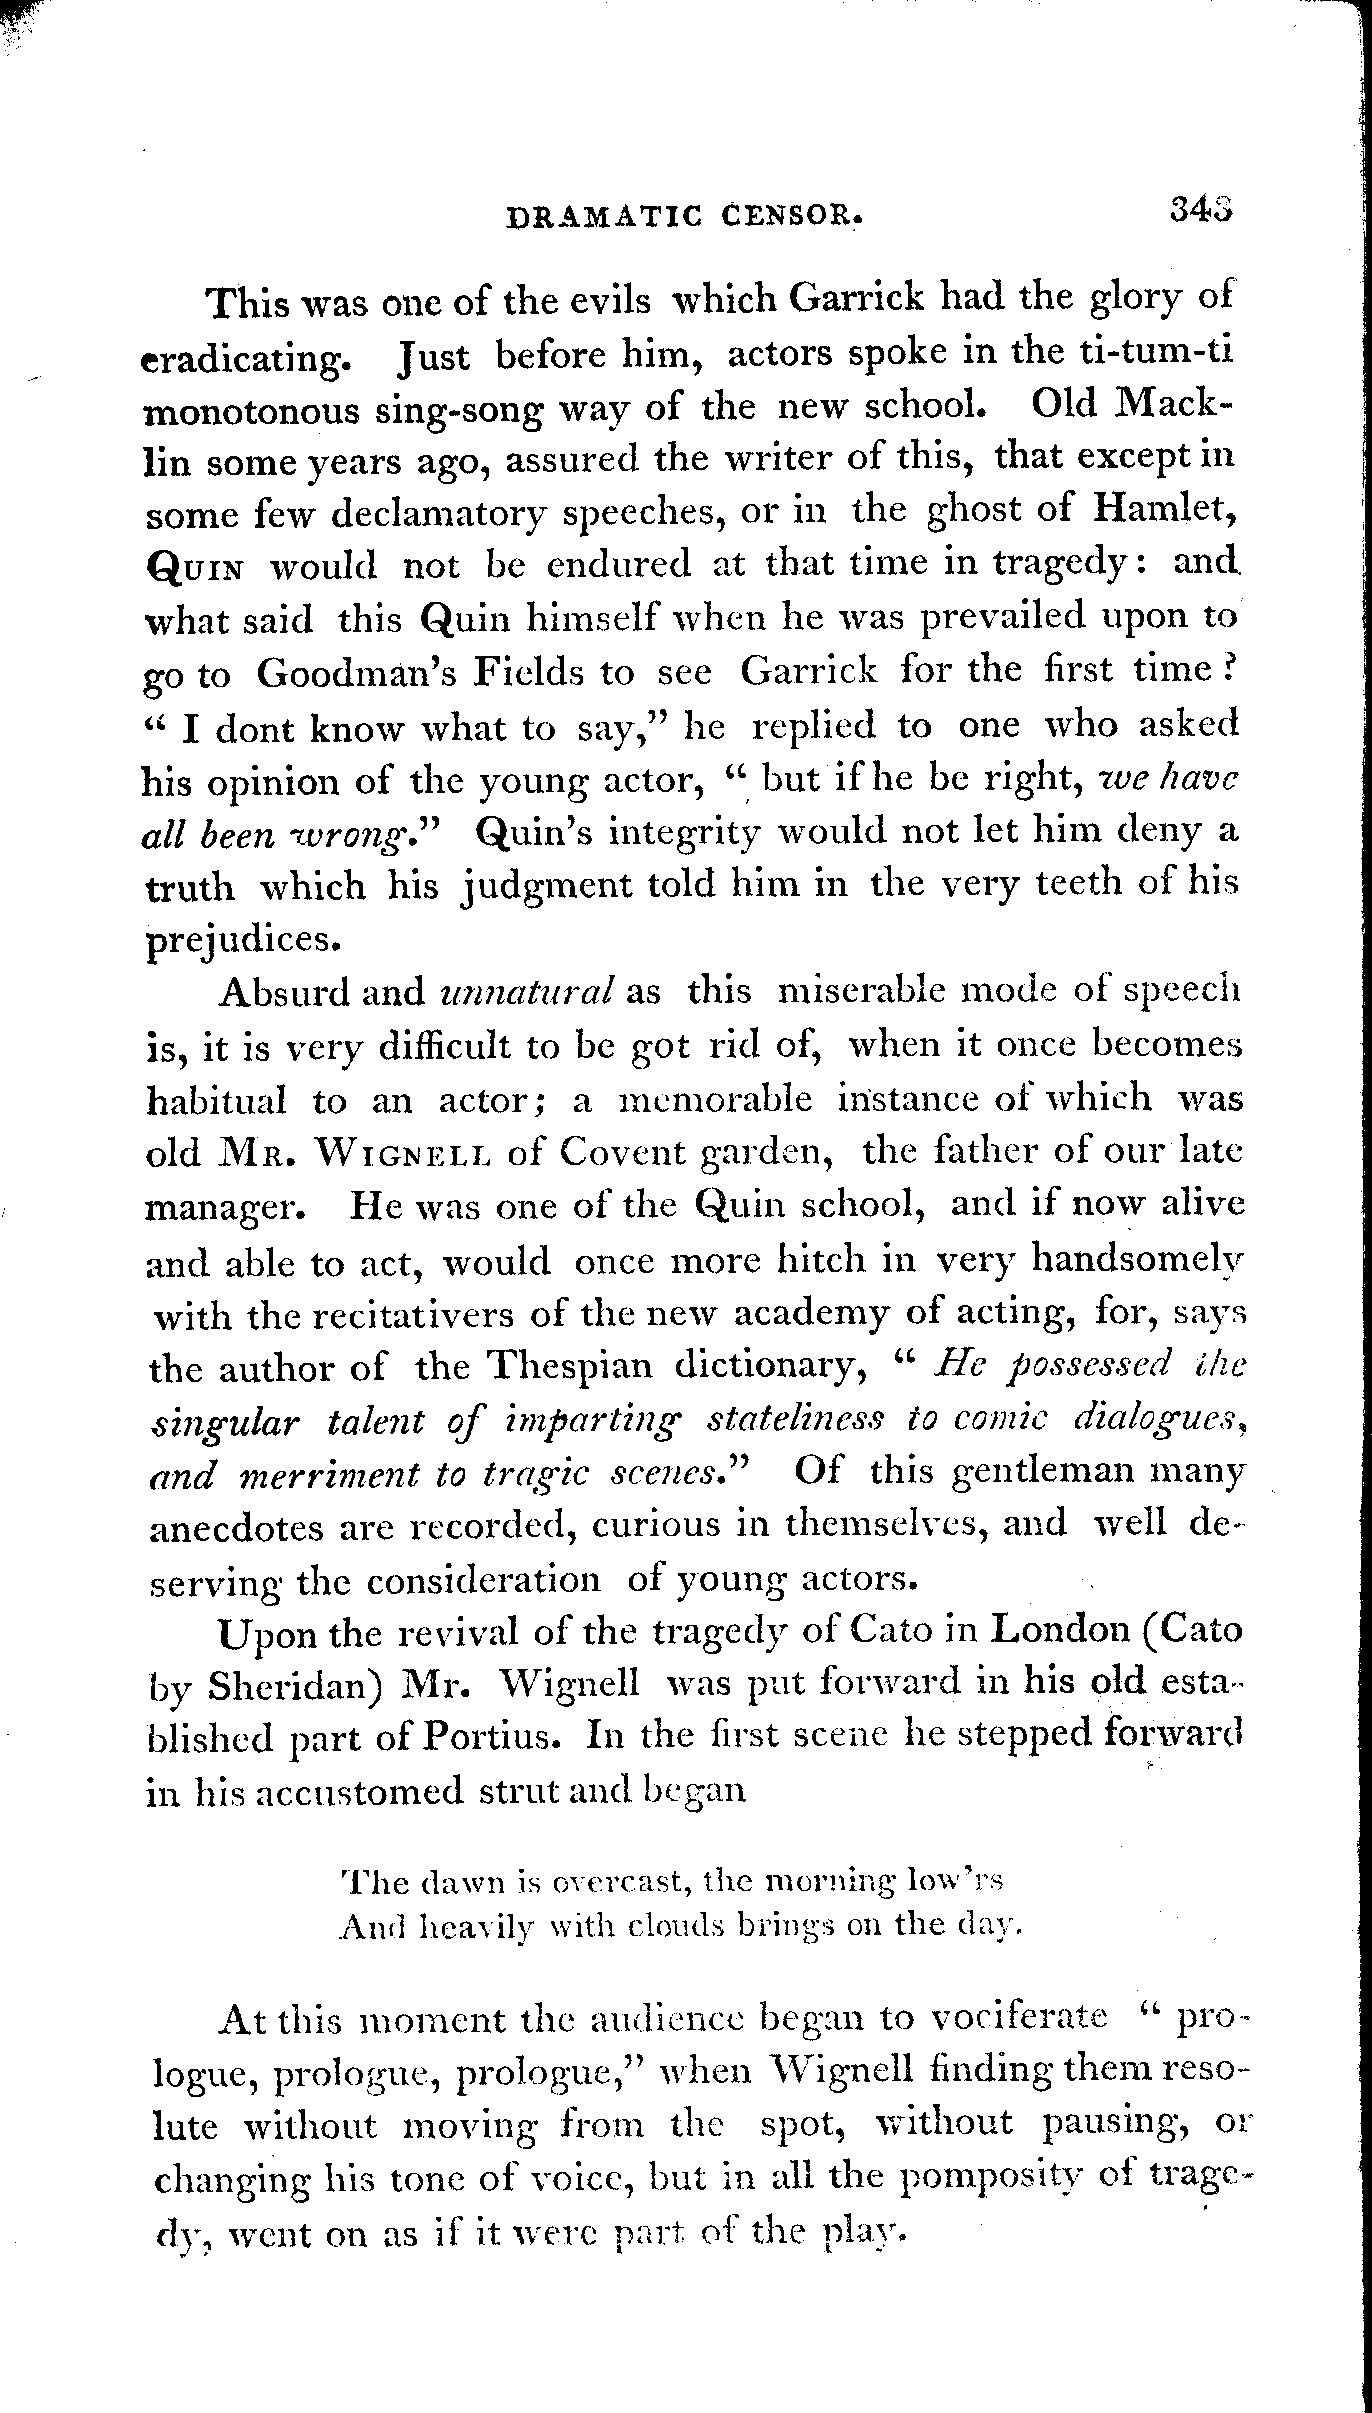 DRAMATIC CENSOR. 343
This was one of the evils which Garrick had the glory of
eradicating. Just before him, actors spoke in the ti-tum-ti
monotonous sing-song way of the new school. Old Mack-
lin some years ago, assured the writer of this, that except in
some few declamatory speeches, or in the ghost of Hamlet,
QUIN would not be endured at that time in tragedy: and
what said this Quin himself when he was prevailed upon to
go to Goodman's Fields to see Garrick for the first time?
" I dont know what to say," he replied to one who asked
his opinion of the young actor, " but if he be right, we have
all been wrong." Quin's integrity would not let him deny a
truth which his judgment told him in the very teeth of his
prejudices.
Absurd and unnatural as this miserable mode of speech
is, it is very difficult to be got rid of, when it once becomes
habitual to an actor; a memorable instance of which was
old MR. WIGNELL of Covent garden, the father of our late
manager. He was one of the Quin school, and if now alive
and able to act, would once more hitch in very handsomely
with the recitativers of the new academy of acting, for, says
the author of the Thespian dictionary, " He possessed the
singular talent of imparting stateliness to comic dialogues,
and merriment to tragic scenes." Of this gentleman many
anecdotes are recorded, curious in themselves, and well de-
serving the consideration of young actors.
Upon the revival of the tragedy of Cato in London (Cato
by Sheridan) Mr. Wignell was put forward in his old esta-
blished part of Portius. In the first scene he stepped forward
in his accustomed strut and began
The dawn is overcast, the morning low'rs
And heavily with clouds brings on the day.
At this moment the audience began to vociferate " pro-
logue, prologue, prologue," when Wignell finding them reso-
lute without moving from the spot, without pausing, or
changing his tone of voice, but in all the pomposity of trage-
dy, went on as if it were part of the play.